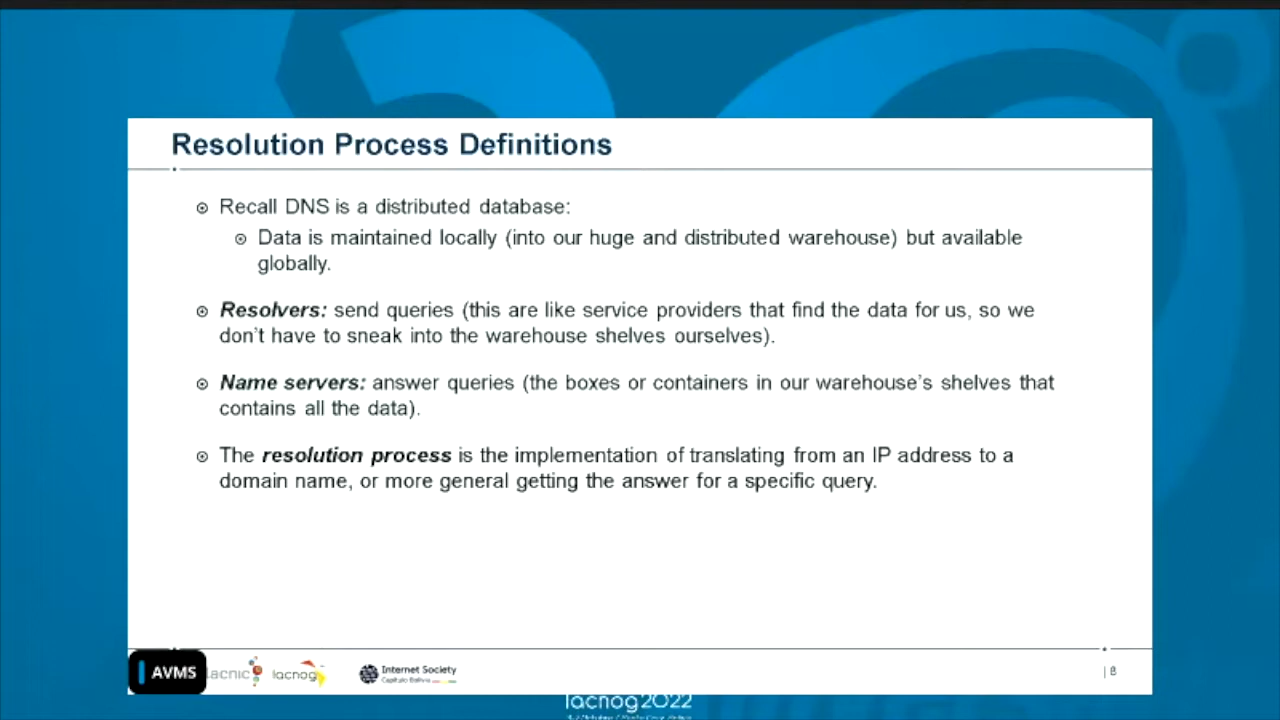 Resolution Process Definitions
Recall DNS is a distributed database:
Data is maintained locally (into our huge and distributed warehouse) but available
globally.
Resolvers: send queries (this are like service providers that find the data for us, so we
don't have to sneak into the warehouse shelves ourselves).
Name servers: answer queries (the boxes or containers in our warehouse's shelves that
contains all the data).
The resolution process is the implementation of translating from an IP address to a
domain name, or more general getting the answer for a specific query.
AVMS
lacnic
lacnog
Internet Society
Capítulo Bolivia
| 8
lacnog2022